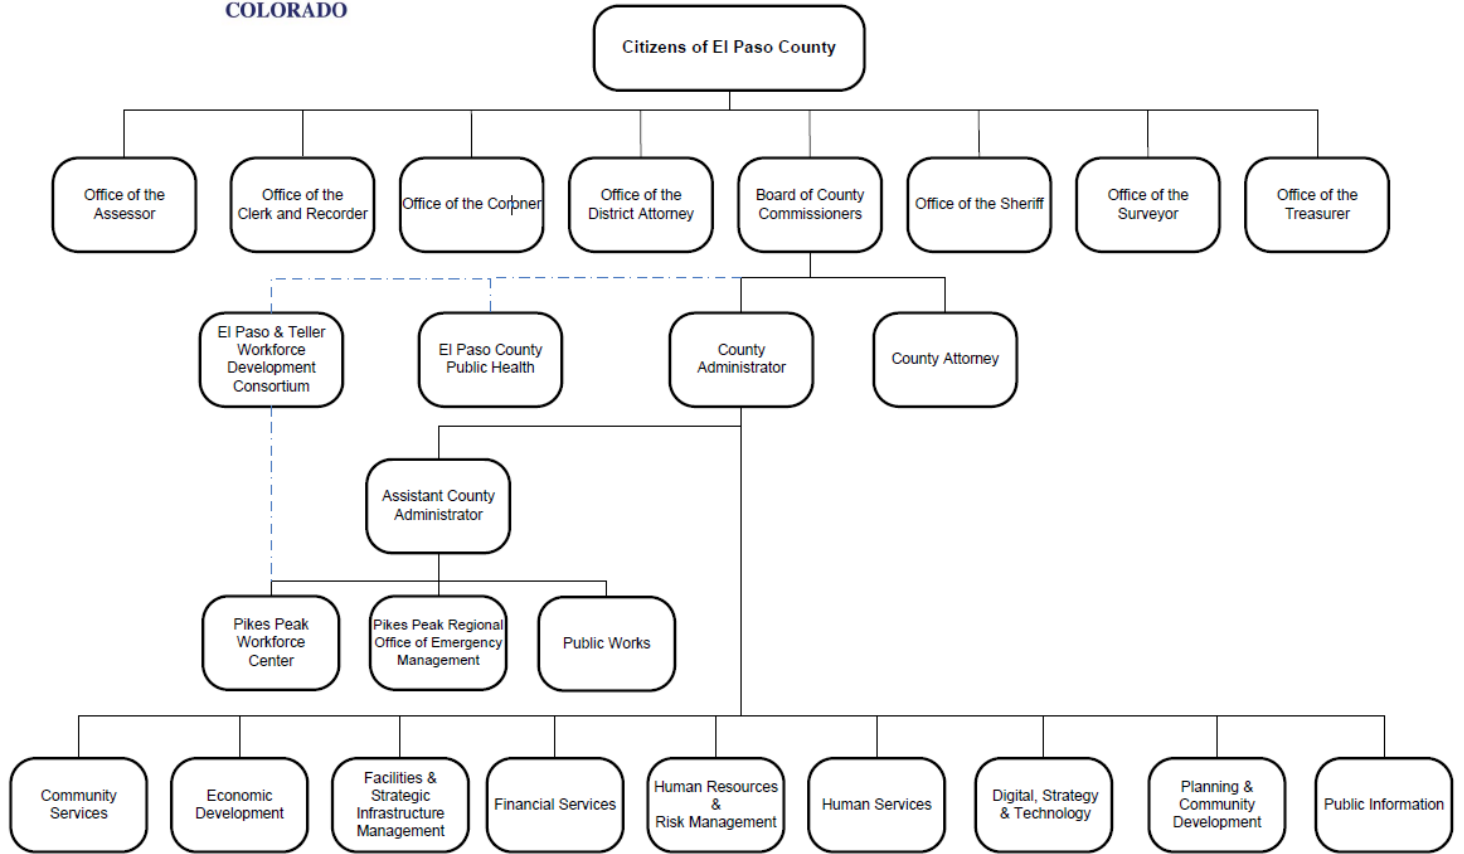 COLORADO
Citizens of El Paso County
Office of the
Assessor
Office of the
Clerk and Recorder
Office of the Coroner
Office of the
District Attorney
Board of County
Commissioners
Office of the Sheriff
Office of the
Surveyor
Office of the
Treasurer
El Paso & Teller
Workforce
Development
Consortium
El Paso County
Public Health
County
Administrator
County Attorney
Assistant County
Administrator
Pikes Peak
Workforce
Center
Pikes Peak Regional
Office of Emergency
Management
Public Works
Community
Services
Economic
Development
Facilities &
Strategic
Infrastructure
Management
Financial Services
Human Resources
&
Risk Management
Human Services
Digital, Strategy
& Technology
Planning &
Community
Development
Public Information